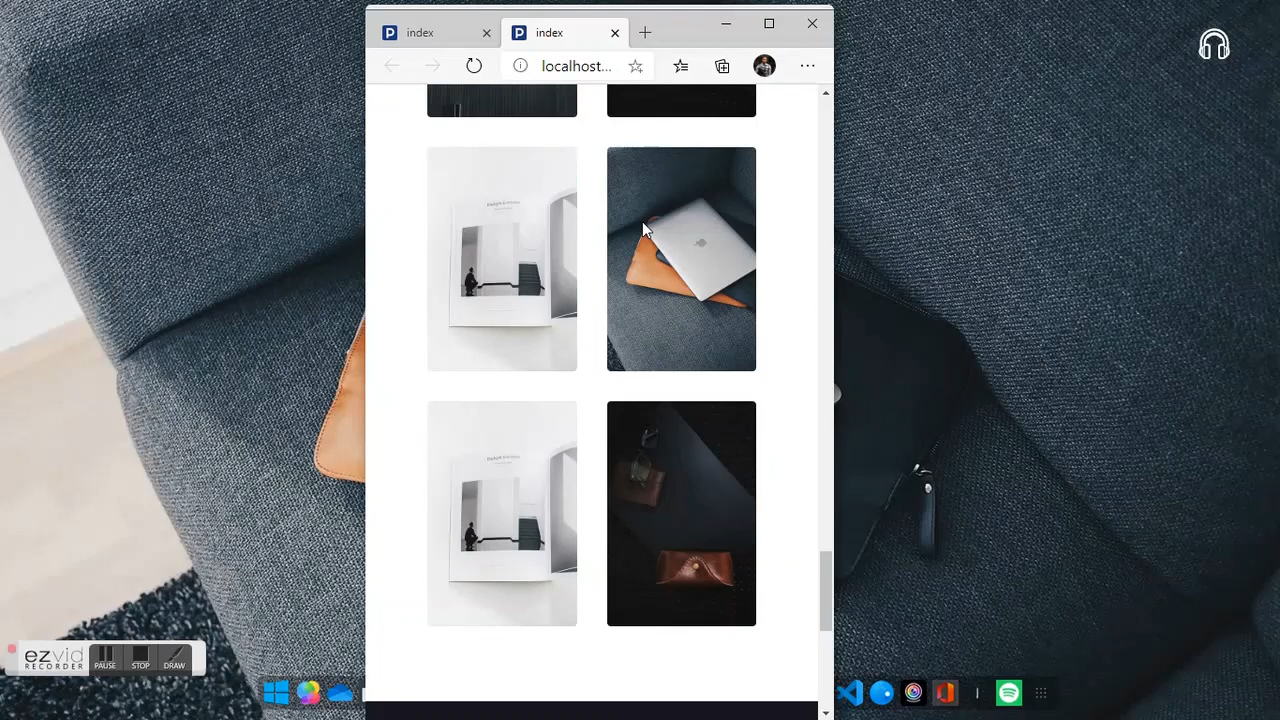 index
index
localhost...
ezvid
RECORDER
PAUSE
STOP
DRAW